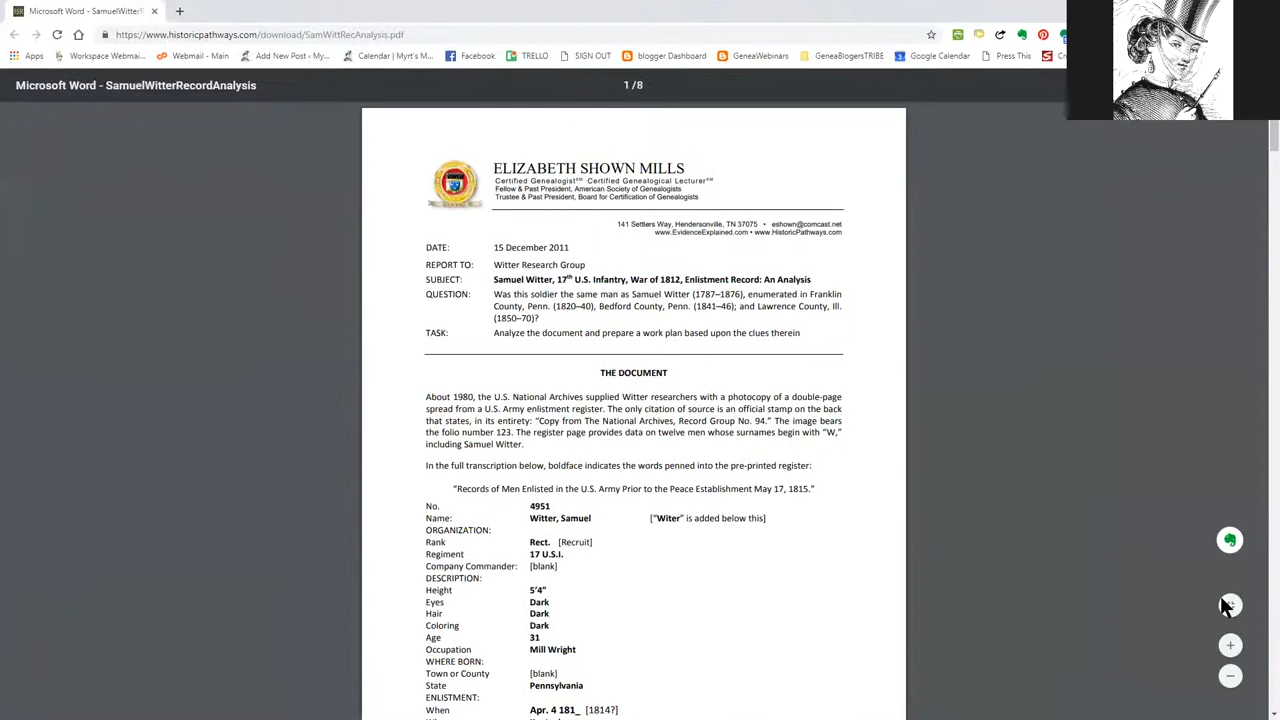 Microsoft Word - SamuelWitterR
https://www.historicpathways.com/download/SamWittRecAnalysis.pdf
Apps Workspace Webmai... Webmail - Main Add New Post ‹ My... Calendar | Myrt's M... Facebook TRELLO SIGN OUT blogger Dashboard GeneaWebinars GeneaBlogersTRIBE Google Calendar Press This
Microsoft Word - SamuelWitterRecordAnalysis 1 / 8
ELIZABETH SHOWN MILLS
Certified Genealogist℠ Certified Genealogical Lecturer℠
Fellow & Past President, American Society of Genealogists
Trustee & Past President, Board for Certification of Genealogists
141 Settlers Way, Hendersonville, TN 37075 • eshown@comcast.net
www.EvidenceExplained.com • www.HistoricPathways.com
DATE: 15 December 2011
REPORT TO: Witter Research Group
SUBJECT: Samuel Witter, 17th U.S. Infantry, War of 1812, Enlistment Record: An Analysis
QUESTION: Was this soldier the same man as Samuel Witter (1787–1876), enumerated in Franklin
County, Penn. (1820–40), Bedford County, Penn. (1841–46); and Lawrence County, Ill.
(1850–70)?
TASK: Analyze the document and prepare a work plan based upon the clues therein
THE DOCUMENT
About 1980, the U.S. National Archives supplied Witter researchers with a photocopy of a double-page
spread from a U.S. Army enlistment register. The only citation of source is an official stamp on the back
that states, in its entirety: “Copy from The National Archives, Record Group No. 94.” The image bears
the folio number 123. The register page provides data on twelve men whose surnames begin with “W,”
including Samuel Witter.
In the full transcription below, boldface indicates the words penned into the pre-printed register:
“Records of Men Enlisted in the U.S. Army Prior to the Peace Establishment May 17, 1815.”
No. 4951
Name: Witter, Samuel [“Witer” is added below this]
ORGANIZATION:
Rank Rect. [Recruit]
Regiment 17 U.S.I.
Company Commander: [blank]
DESCRIPTION:
Height 5’4”
Eyes Dark
Hair Dark
Coloring Dark
Age 31
Occupation Mill Wright
WHERE BORN:
Town or County [blank]
State Pennsylvania
ENLISTMENT:
When Apr. 4 181_ [1814?]